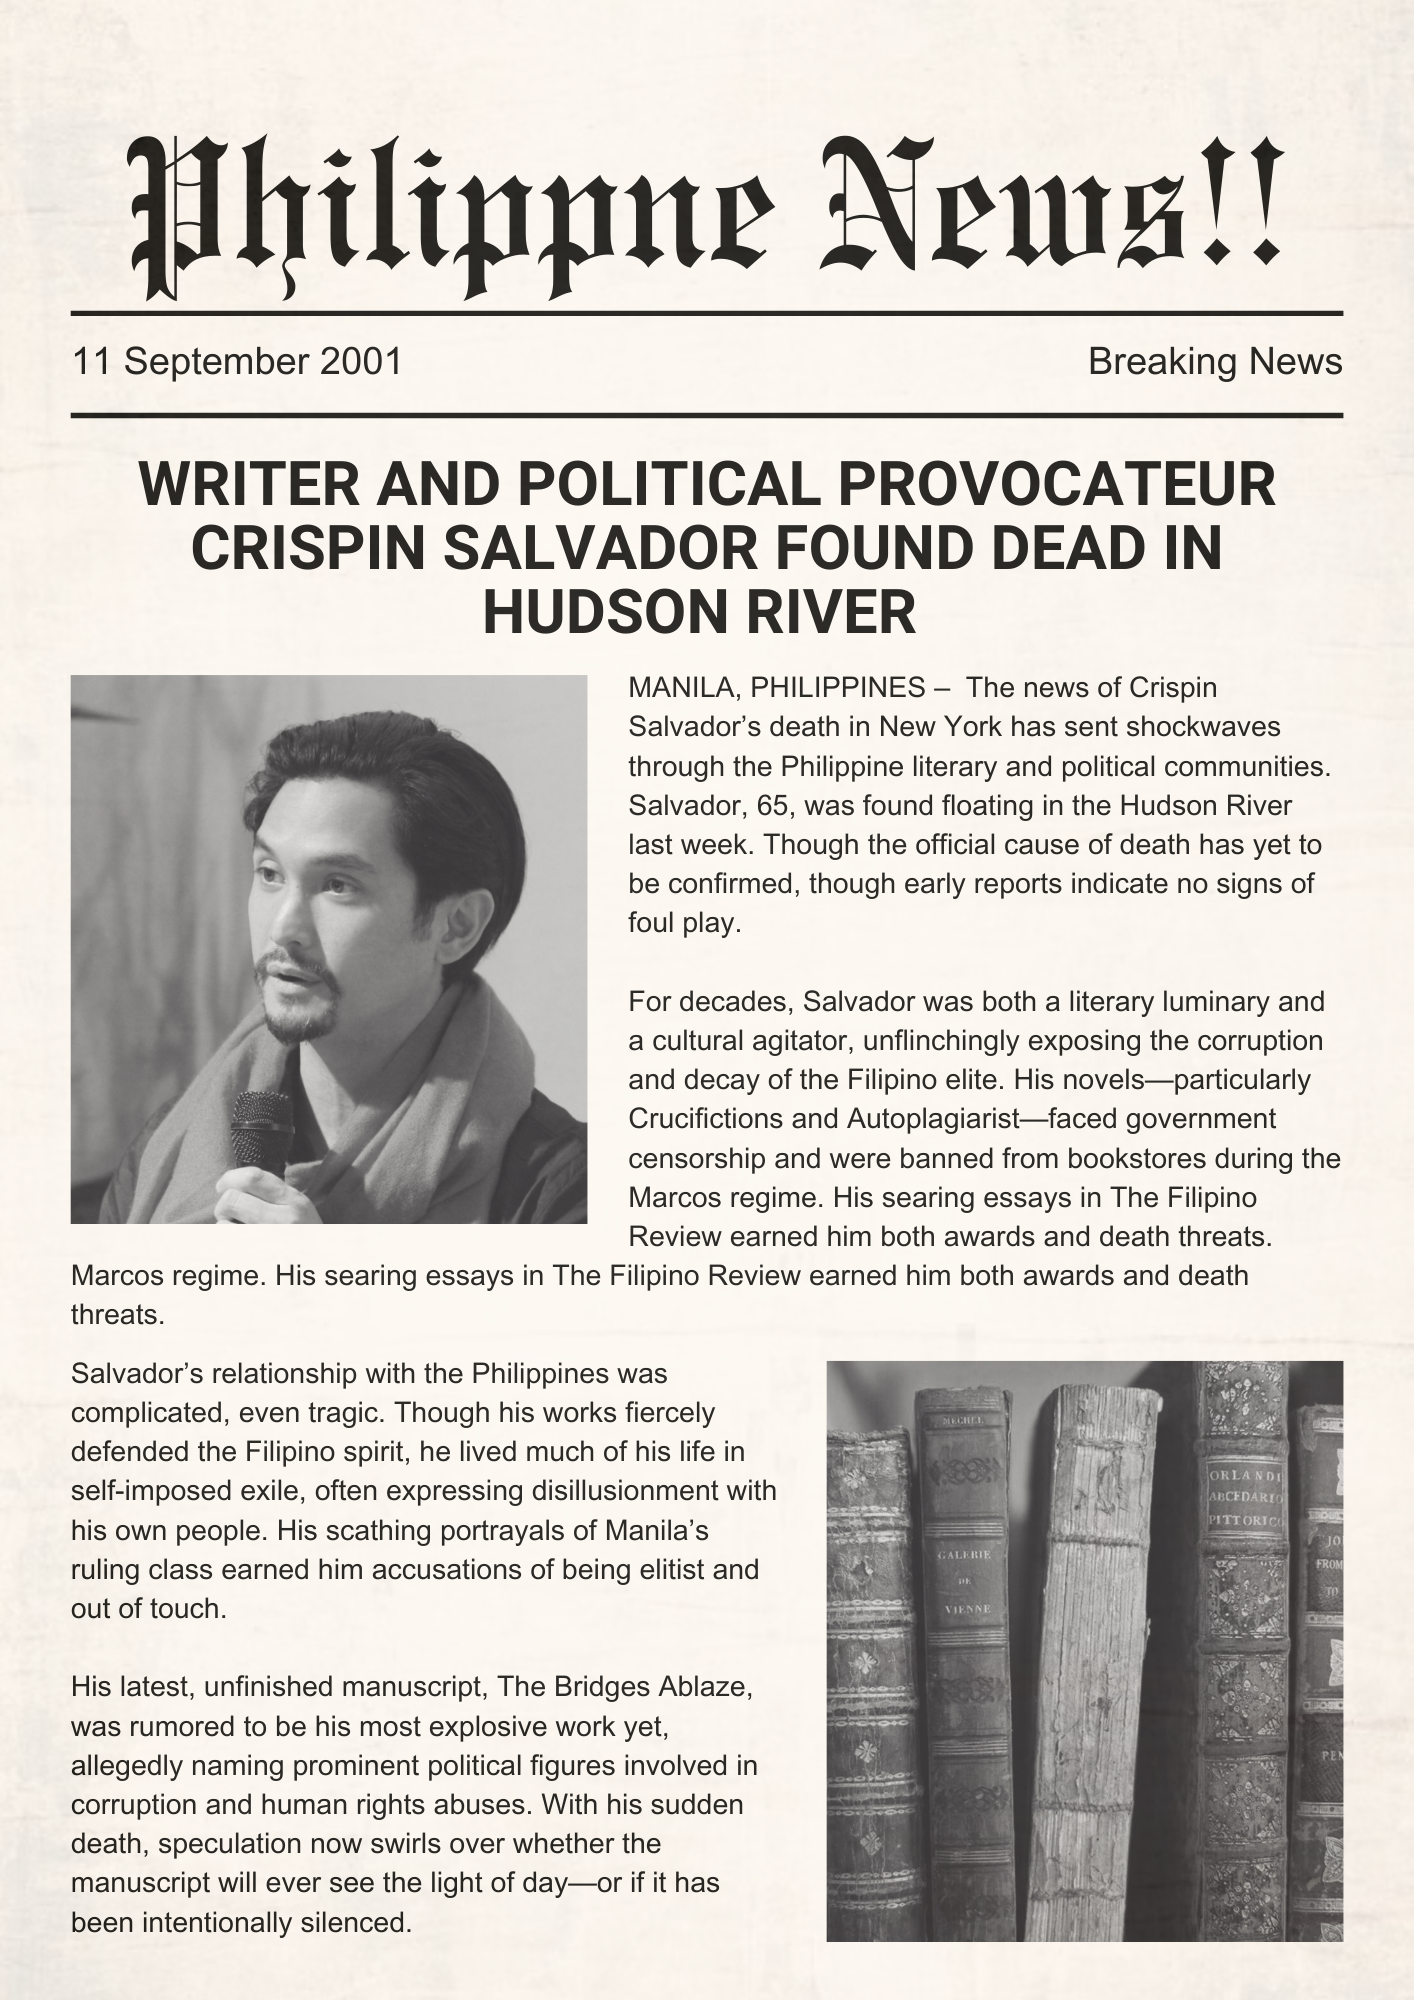 Philippne News!!
11 September 2001
Breaking News
WRITER AND POLITICAL PROVOCATEUR
CRISPIN SALVADOR FOUND DEAD IN
HUDSON RIVER
MANILA, PHILIPPINES –  The news of Crispin
Salvador’s death in New York has sent shockwaves
through the Philippine literary and political communities.
Salvador, 65, was found floating in the Hudson River
last week. Though the official cause of death has yet to
be confirmed, though early reports indicate no signs of
foul play.
For decades, Salvador was both a literary luminary and
a cultural agitator, unflinchingly exposing the corruption
and decay of the Filipino elite. His novels—particularly
Crucifictions and Autoplagiarist—faced government
censorship and were banned from bookstores during the
Marcos regime. His searing essays in The Filipino
Review earned him both awards and death threats.
Marcos regime. His searing essays in The Filipino Review earned him both awards and death
threats.
Salvador’s relationship with the Philippines was
complicated, even tragic. Though his works fiercely
defended the Filipino spirit, he lived much of his life in
self-imposed exile, often expressing disillusionment with
his own people. His scathing portrayals of Manila’s
ruling class earned him accusations of being elitist and
out of touch.
His latest, unfinished manuscript, The Bridges Ablaze,
was rumored to be his most explosive work yet,
allegedly naming prominent political figures involved in
corruption and human rights abuses. With his sudden
death, speculation now swirls over whether the
manuscript will ever see the light of day—or if it has
been intentionally silenced.
MECHEL
GALERIE
DE
VIENNE
ORLANDI
ABCEDARIO
PITTORICO
JO
FROM
TO
PEN